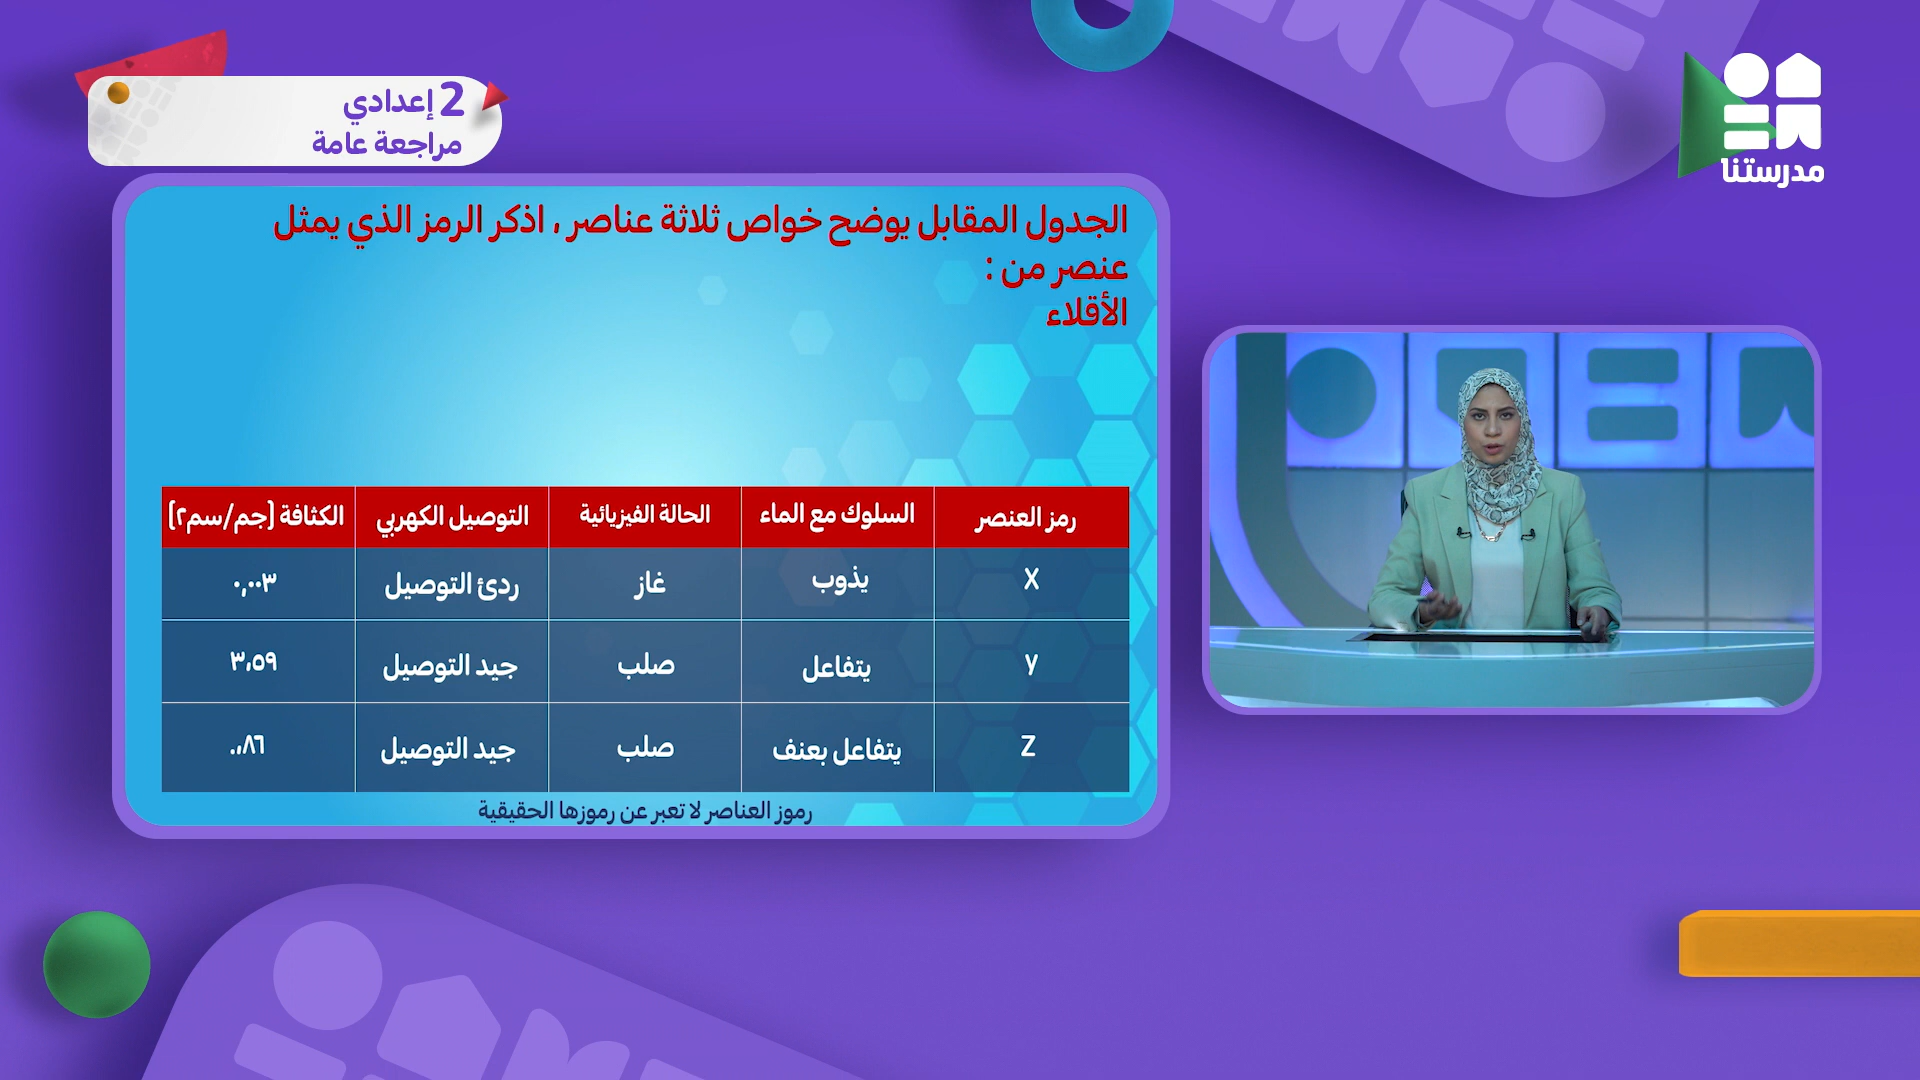 2 إعدادي
مراجعة عامة
مدرستنا
الجدول المقابل يوضح خواص ثلاثة عناصر ، اذكر الرمز الذي يمثل
عنصر من :
الأقلاء
رمز العنصر السلوك مع الماء الحالة الفيزيائية التوصيل الكهربي الكثافة (جم/سم٢)
X يذوب غاز ردئ التوصيل ٠,٠٠٣
y يتفاعل صلب جيد التوصيل ٣,٥٩
Z يتفاعل بعنف صلب جيد التوصيل ٠,٨٦
رموز العناصر لا تعبر عن رموزها الحقيقية